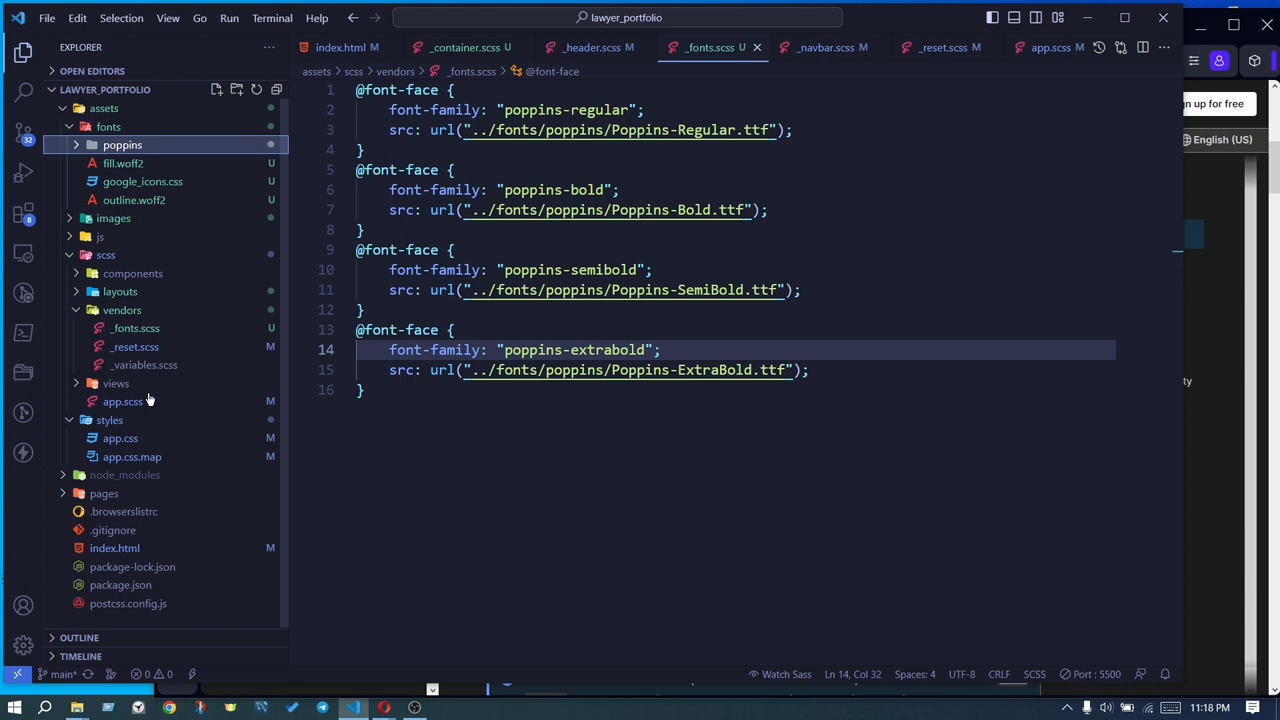 File Edit Selection View Go Run Terminal Help
lawyer_portfolio
EXPLORER
index.html M
_container.scss U
_header.scss M
_fonts.scss U
_navbar.scss M
_reset.scss M
app.scss M
OPEN EDITORS
assets > scss > vendors > _fonts.scss > @font-face
LAWYER_PORTFOLIO
assets
fonts
poppins
fill.woff2 U
google_icons.css U
outline.woff2 U
images
js
scss
components
layouts
vendors
_fonts.scss U
_reset.scss M
_variables.scss
views
app.scss M
styles
app.css M
app.css.map M
node_modules
pages
.browserslistrc
.gitignore
index.html M
package-lock.json
package.json
postcss.config.js
OUTLINE
TIMELINE
32
8
1 @font-face {
2 font-family: "poppins-regular";
3 src: url("../fonts/poppins/Poppins-Regular.ttf");
4 }
5 @font-face {
6 font-family: "poppins-bold";
7 src: url("../fonts/poppins/Poppins-Bold.ttf");
8 }
9 @font-face {
10 font-family: "poppins-semibold";
11 src: url("../fonts/poppins/Poppins-SemiBold.ttf");
12 }
13 @font-face {
14 font-family: "poppins-extrabold";
15 src: url("../fonts/poppins/Poppins-ExtraBold.ttf");
16 }
n up for free
English (US)
ty
main* 0 0 Watch Sass Ln 14, Col 32 Spaces: 4 UTF-8 CRLF SCSS Port : 5500
ENG 11:18 PM